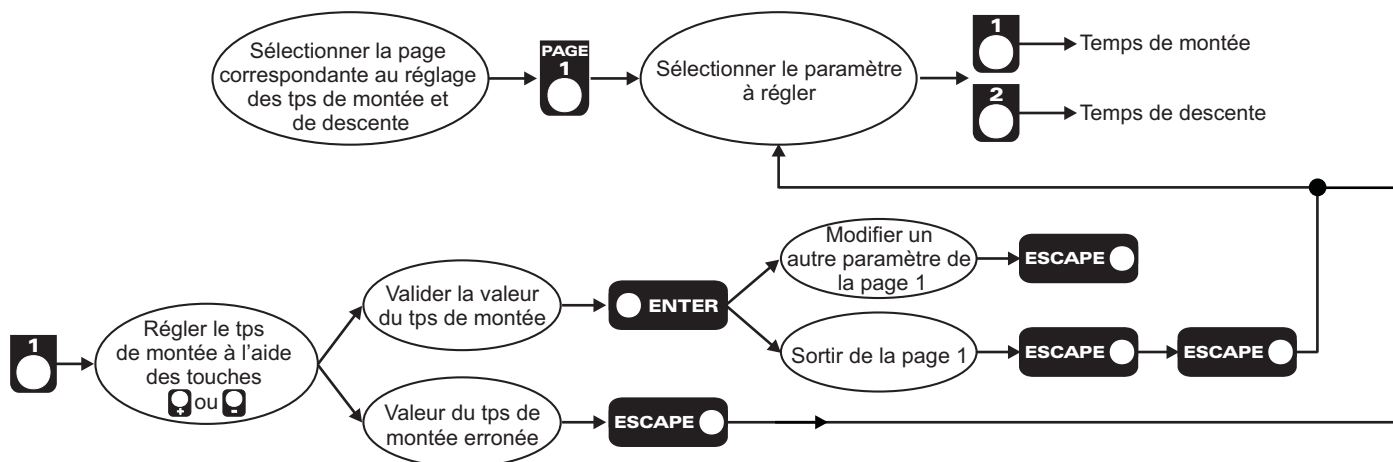 Sélectionner la page
correspondante au réglage
des tps de montée et
de descente
PAGE
1
Sélectionner le paramètre
à régler
1
Temps de montée
2
Temps de descente
1
Régler le tps
de montée à l'aide
des touches
+ ou -
Valider la valeur
du tps de montée
ENTER
Modifier un
autre paramètre de
la page 1
ESCAPE
Sortir de la page 1
ESCAPE
ESCAPE
Valeur du tps de
montée erronée
ESCAPE